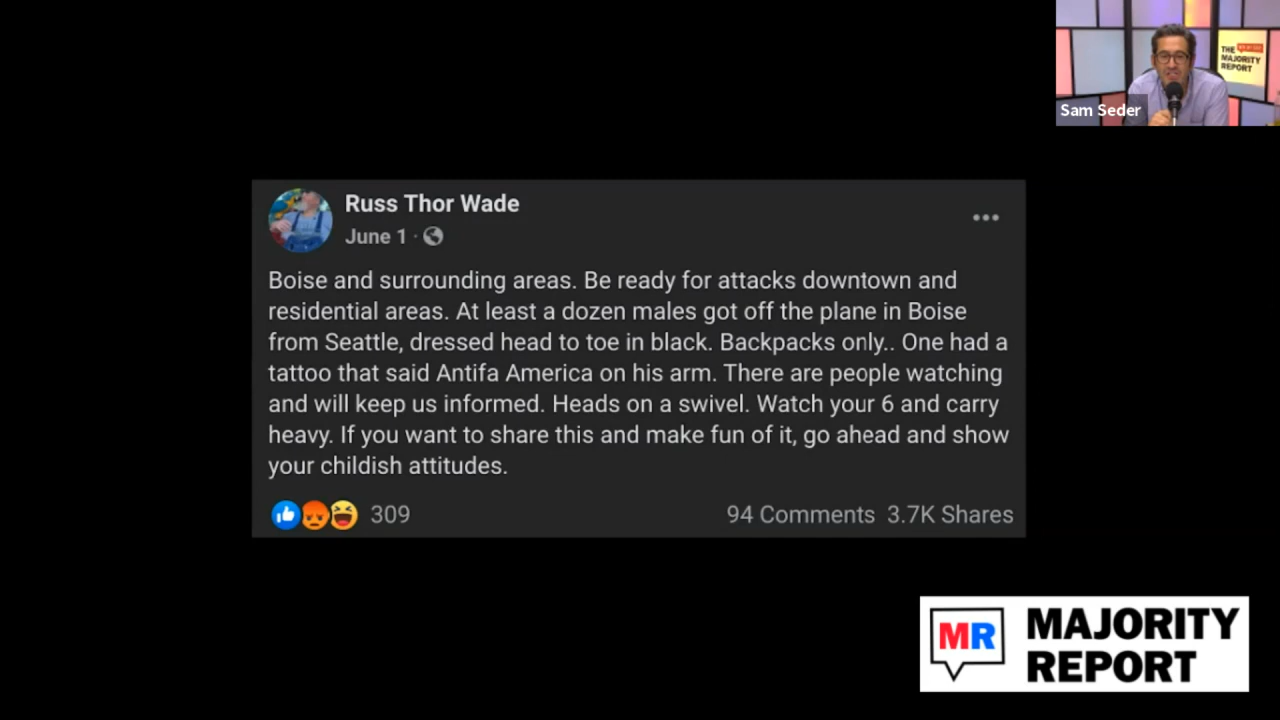 THE
MAJORITY
REPORT
Sam Seder
Russ Thor Wade
June 1 ·
Boise and surrounding areas. Be ready for attacks downtown and
residential areas. At least a dozen males got off the plane in Boise
from Seattle, dressed head to toe in black. Backpacks only.. One had a
tattoo that said Antifa America on his arm. There are people watching
and will keep us informed. Heads on a swivel. Watch your 6 and carry
heavy. If you want to share this and make fun of it, go ahead and show
your childish attitudes.
309
94 Comments 3.7K Shares
MR
MAJORITY
REPORT